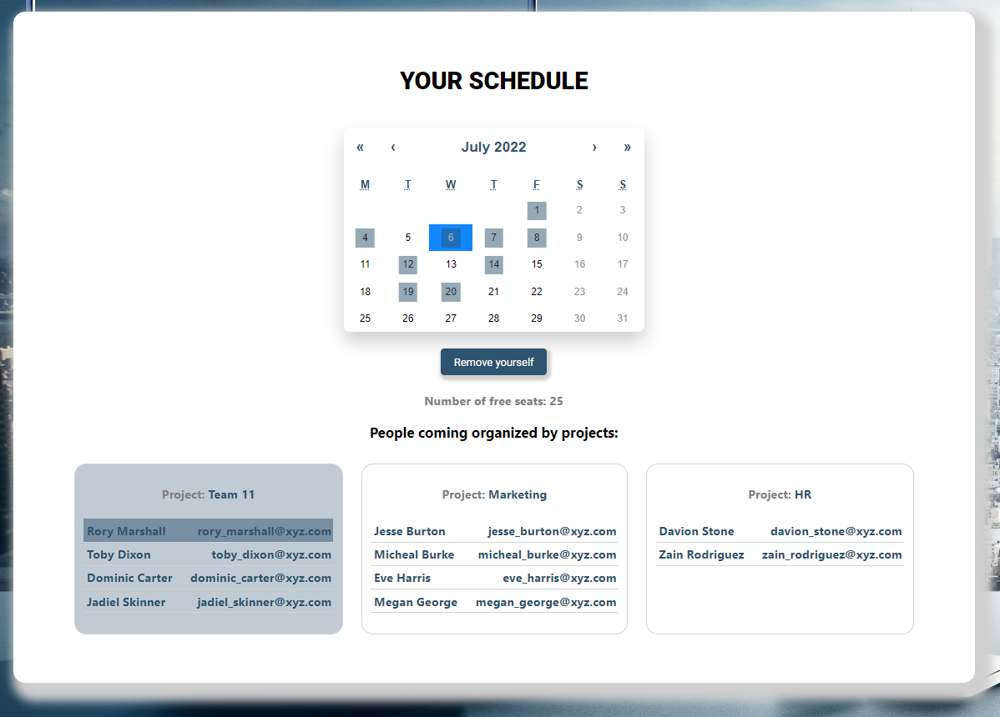 YOUR SCHEDULE
« ‹ July 2022 › »
M T W T F S S
1 2 3
4 5 6 7 8 9 10
11 12 13 14 15 16 17
18 19 20 21 22 23 24
25 26 27 28 29 30 31
Remove yourself
Number of free seats: 25
People coming organized by projects:
Project: Team 11
Rory Marshall rory_marshall@xyz.com
Toby Dixon toby_dixon@xyz.com
Dominic Carter dominic_carter@xyz.com
Jadiel Skinner jadiel_skinner@xyz.com
Project: Marketing
Jesse Burton jesse_burton@xyz.com
Micheal Burke micheal_burke@xyz.com
Eve Harris eve_harris@xyz.com
Megan George megan_george@xyz.com
Project: HR
Davion Stone davion_stone@xyz.com
Zain Rodriguez zain_rodriguez@xyz.com